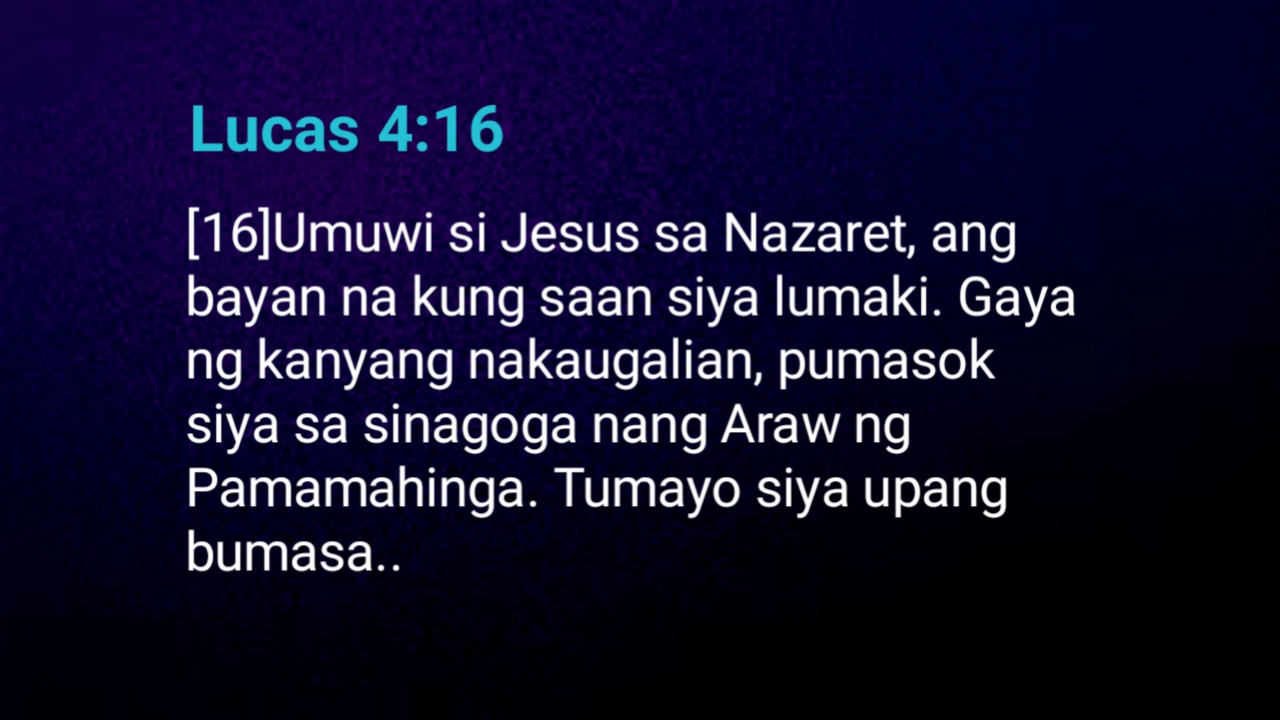 Lucas 4:16
[16]Umuwi si Jesus sa Nazaret, ang
bayan na kung saan siya lumaki. Gaya
ng kanyang nakaugalian, pumasok
siya sa sinagoga nang Araw ng
Pamamahinga. Tumayo siya upang
bumasa..